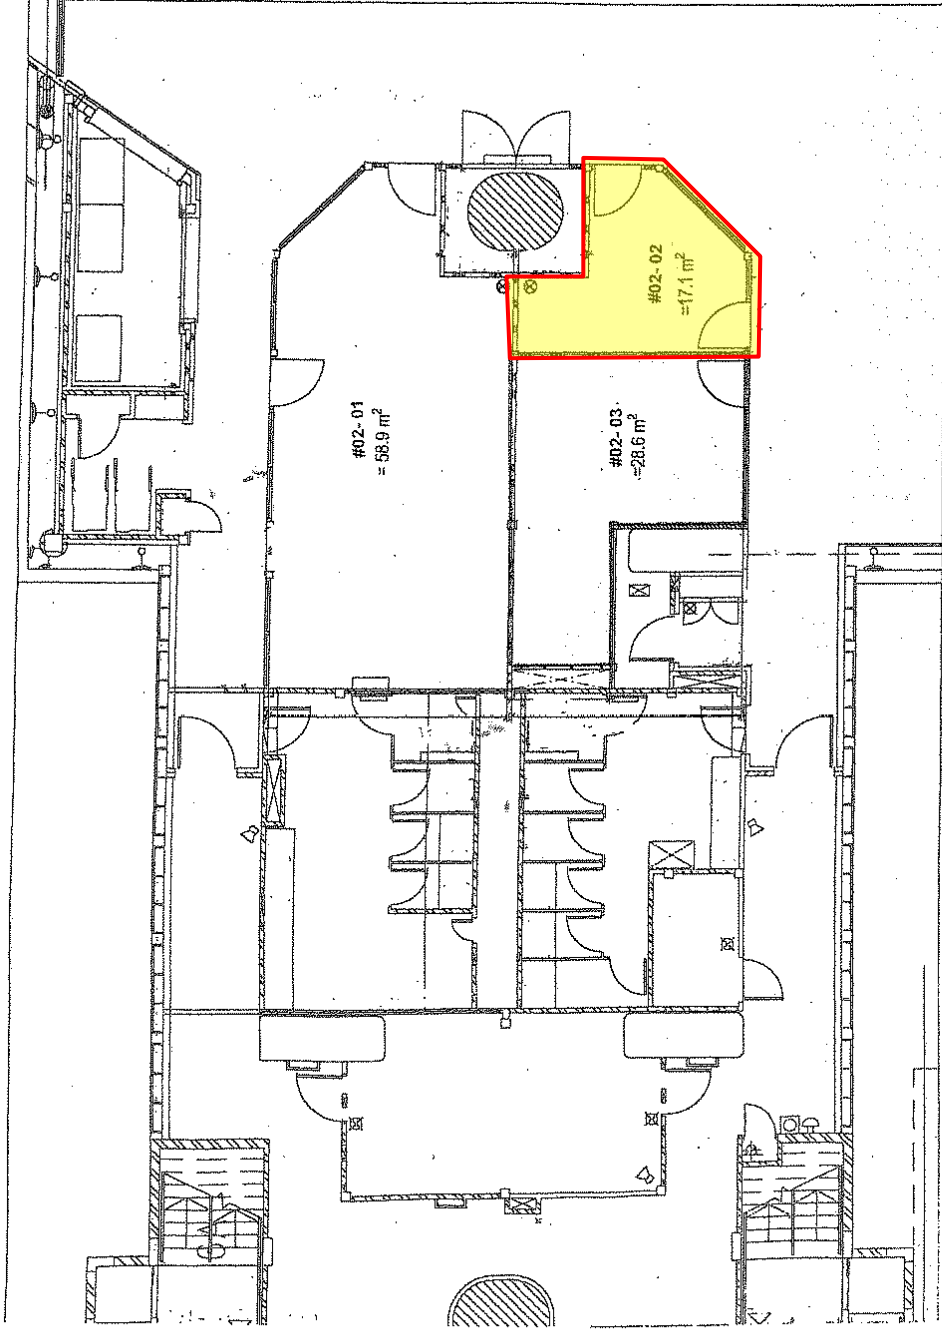 #02- 01
= 58.9 m²
#02- 03
=28.6 m²
#02- 02
=17.1 m²